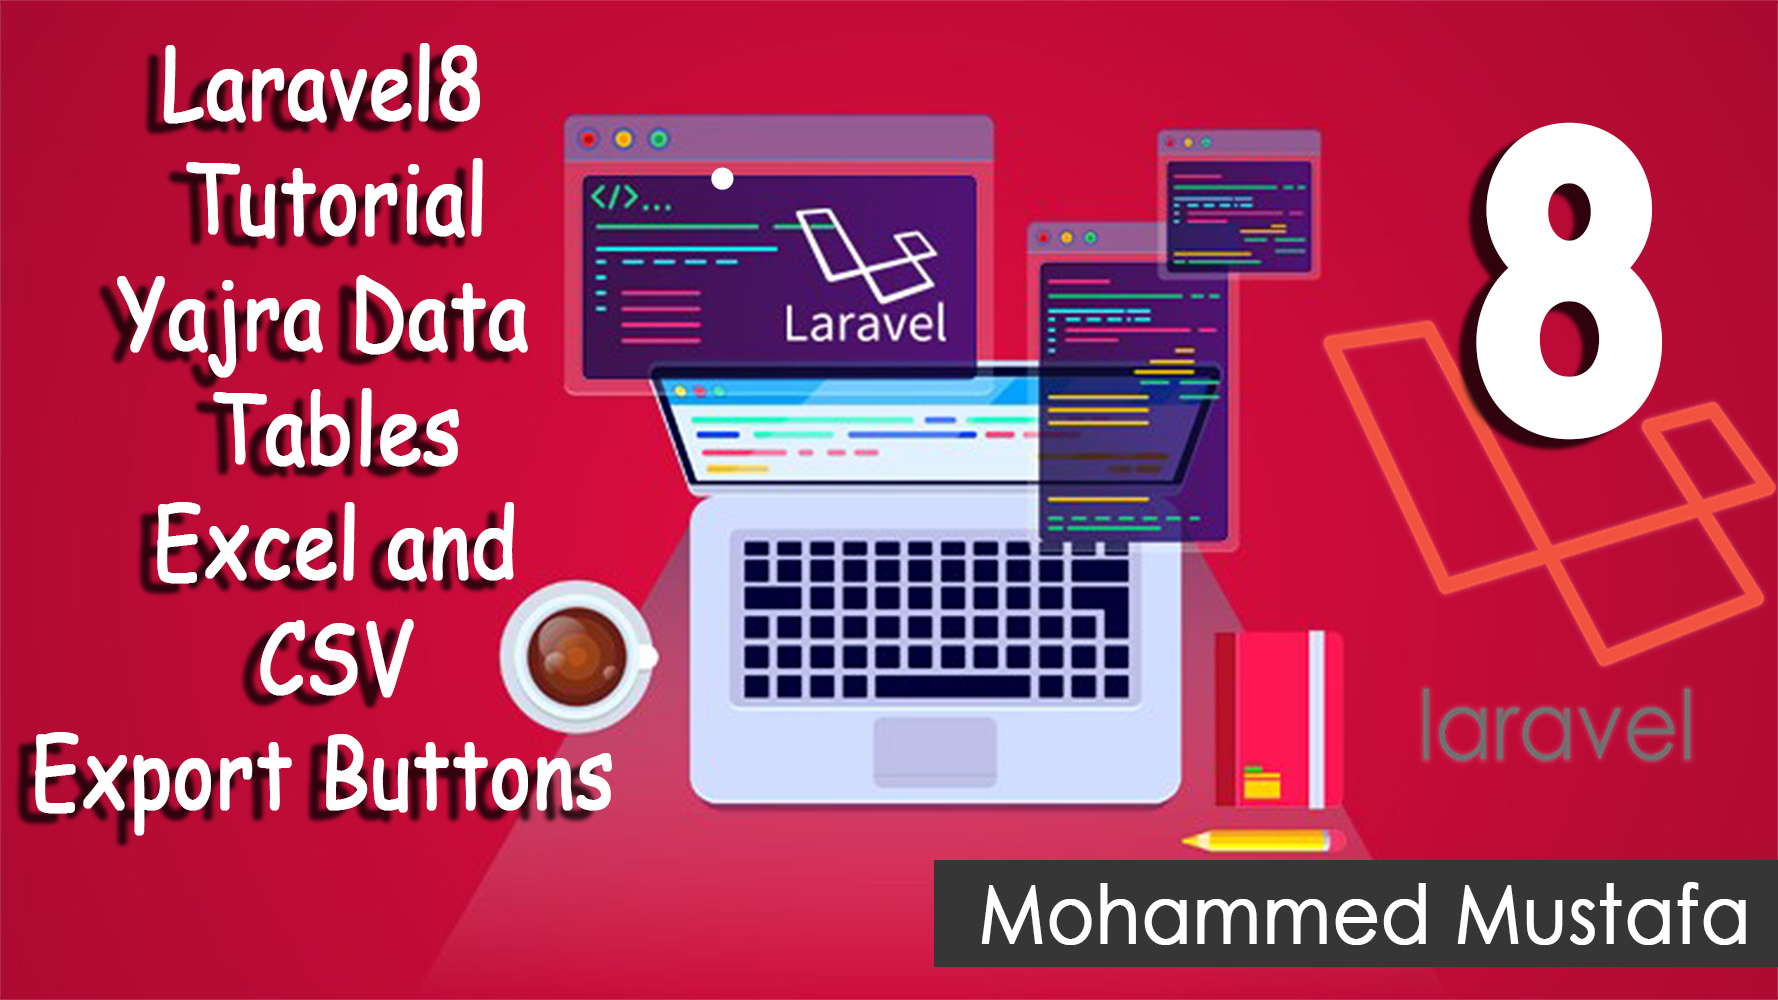 Laravel8
Tutorial
Yajra Data
Tables
Excel and
CSV
Export Buttons
</>...
Laravel
8
laravel
Mohammed Mustafa